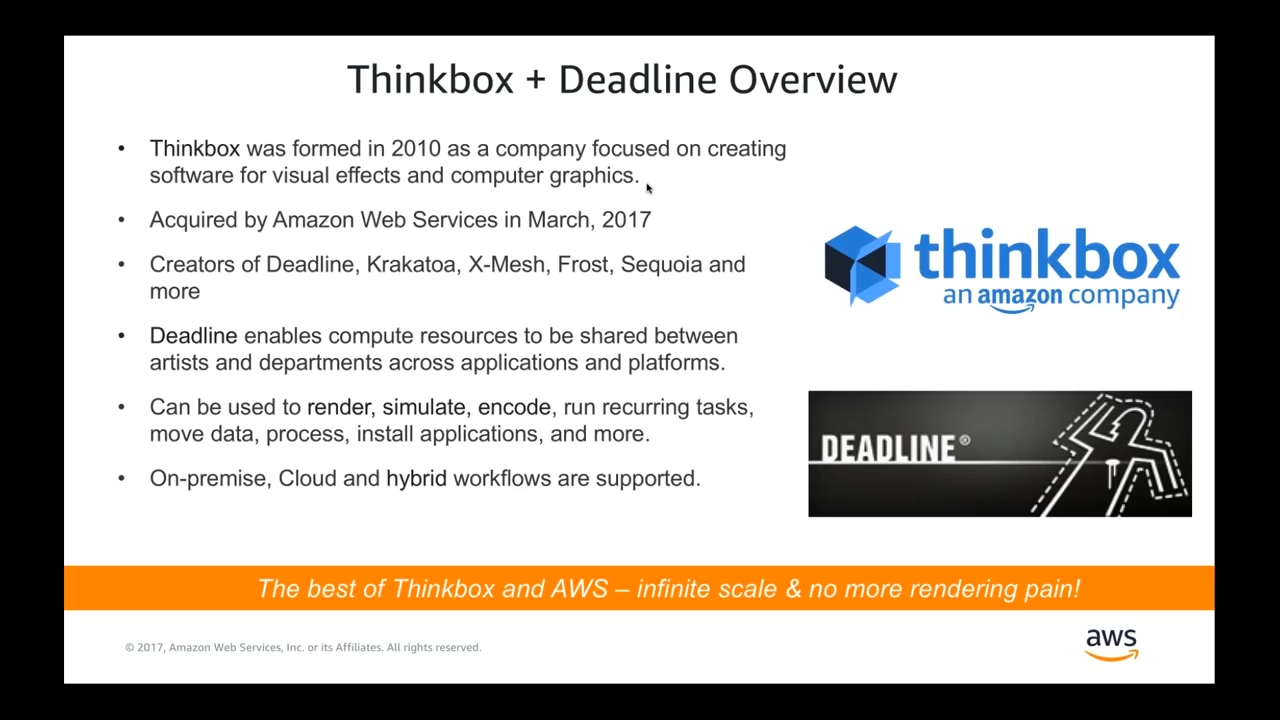 Thinkbox + Deadline Overview
• Thinkbox was formed in 2010 as a company focused on creating
software for visual effects and computer graphics.
• Acquired by Amazon Web Services in March, 2017
• Creators of Deadline, Krakatoa, X-Mesh, Frost, Sequoia and
more
• Deadline enables compute resources to be shared between
artists and departments across applications and platforms.
• Can be used to render, simulate, encode, run recurring tasks,
move data, process, install applications, and more.
• On-premise, Cloud and hybrid workflows are supported.
thinkbox
an amazon company
DEADLINE®
The best of Thinkbox and AWS – infinite scale & no more rendering pain!
© 2017, Amazon Web Services, Inc. or its Affiliates. All rights reserved.
aws